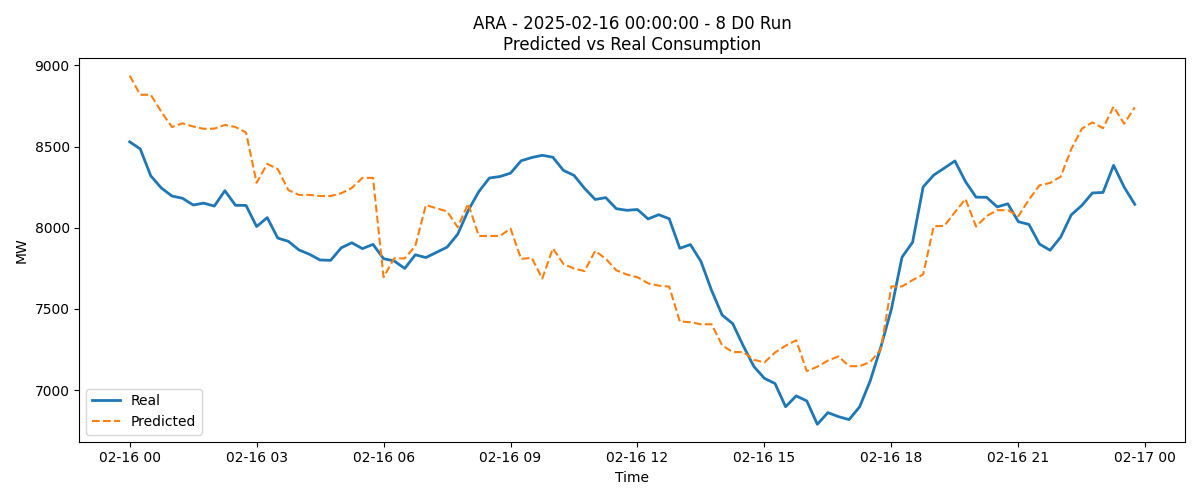 ARA - 2025-02-16 00:00:00 - 8 D0 Run
Predicted vs Real Consumption
MW
9000
8500
8000
7500
7000
Real
Predicted
02-16 00
02-16 03
02-16 06
02-16 09
02-16 12
02-16 15
02-16 18
02-16 21
02-17 00
Time